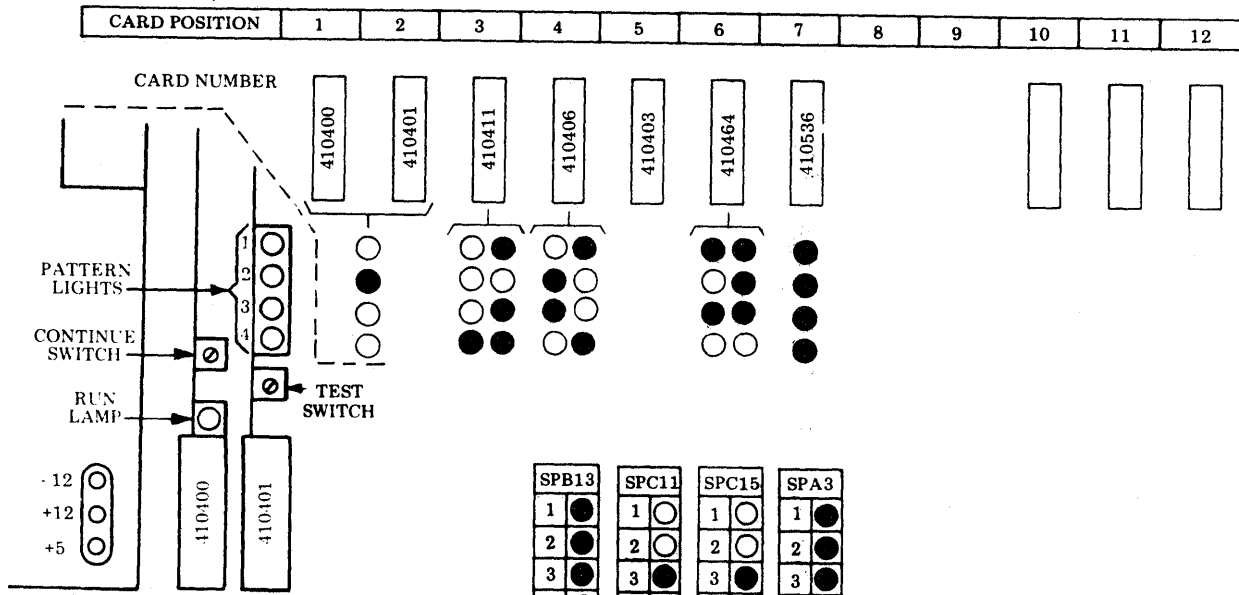 CARD POSITION 1 2 3 4 5 6 7 8 9 10 11 12
CARD NUMBER
410400
410401
410411
410406
410403
410464
410536
1
2
3
4
PATTERN
LIGHTS
CONTINUE
SWITCH
RUN
LAMP
TEST
SWITCH
- 12
+12
+5
410400
410401
SPB13 SPC11 SPC15 SPA3
1 1 1 1
2 2 2 2
3 3 3 3